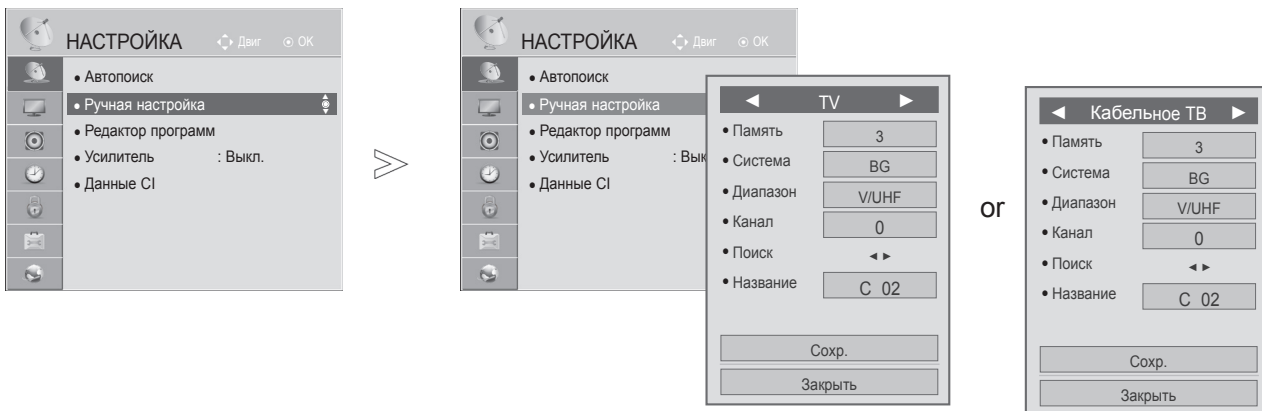 НАСТРОЙКА Двиг OK
• Автопоиск
• Ручная настройка
• Редактор программ
• Усилитель : Выкл.
• Данные CI
НАСТРОЙКА Двиг OK
• Автопоиск
• Ручная настройка
• Редактор программ
• Усилитель : Вык
• Данные CI
◄ TV ►
• Память 3
• Система BG
• Диапазон V/UHF
• Канал 0
• Поиск ◄ ►
• Название C 02
Сохр.
Закрыть
or
◄ Кабельное ТВ ►
• Память 3
• Система BG
• Диапазон V/UHF
• Канал 0
• Поиск ◄ ►
• Название C 02
Сохр.
Закрыть